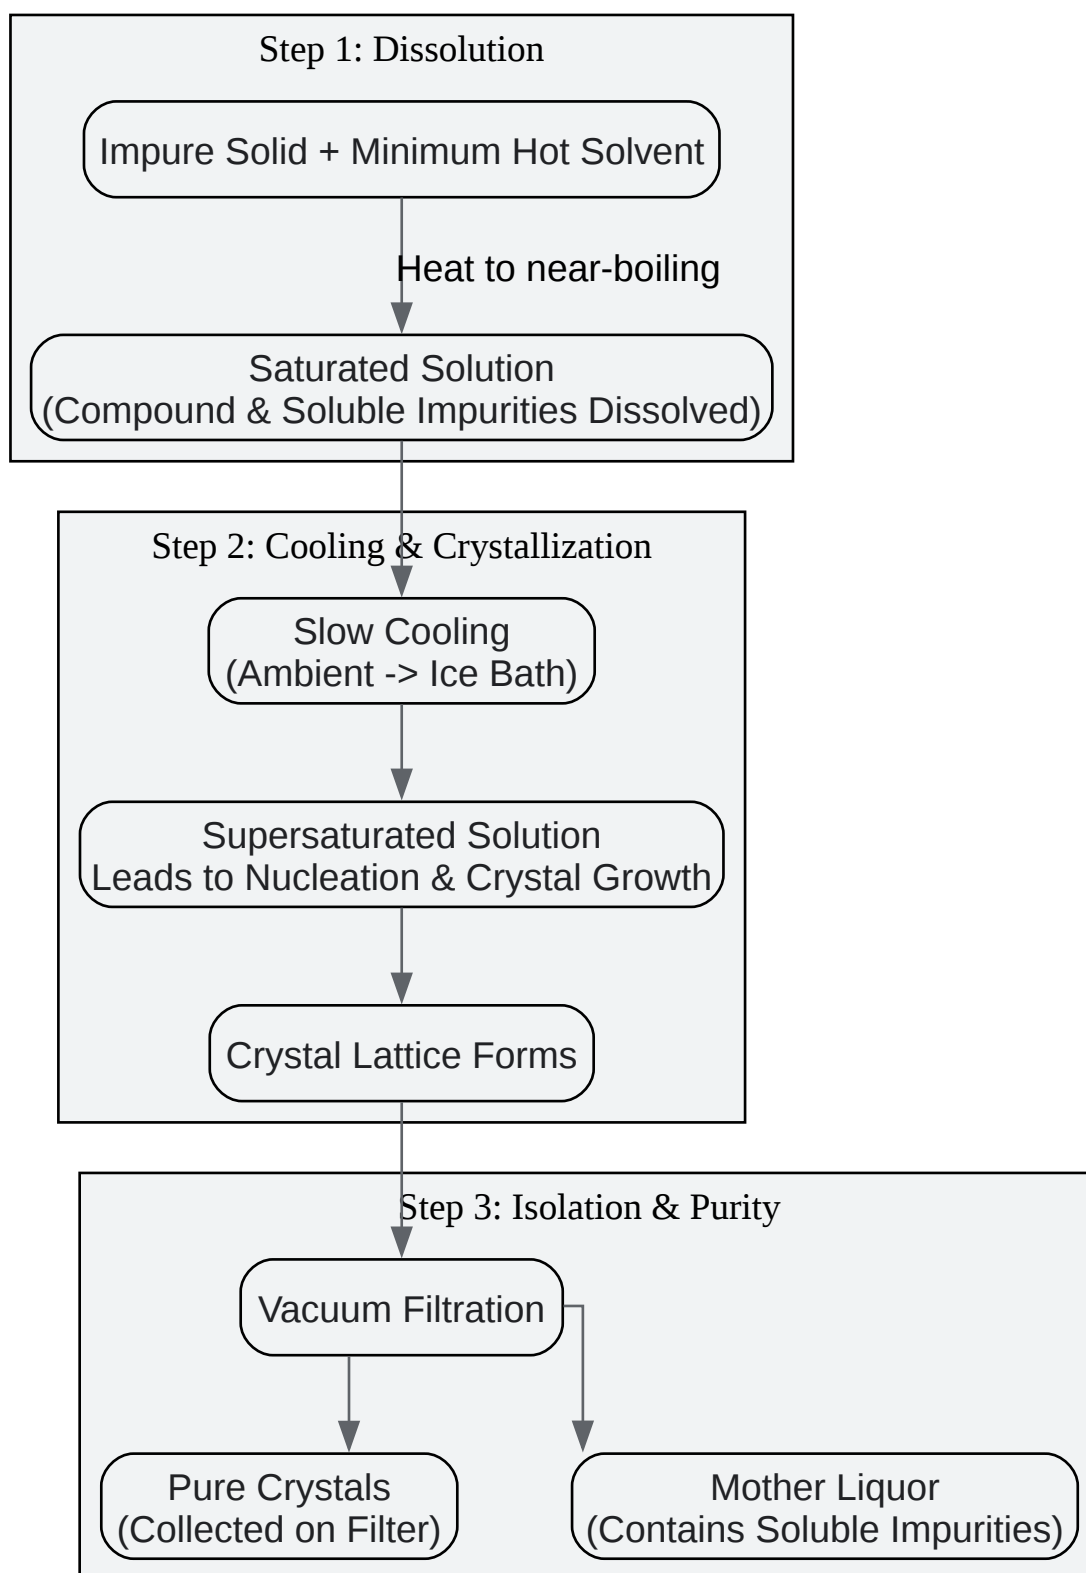 Step 1: Dissolution
Impure Solid + Minimum Hot Solvent
Heat to near-boiling
Saturated Solution
(Compound & Soluble Impurities Dissolved)
Step 2: Cooling & Crystallization
Slow Cooling
(Ambient -> Ice Bath)
Supersaturated Solution
Leads to Nucleation & Crystal Growth
Crystal Lattice Forms
Step 3: Isolation & Purity
Vacuum Filtration
Pure Crystals
(Collected on Filter)
Mother Liquor
(Contains Soluble Impurities)